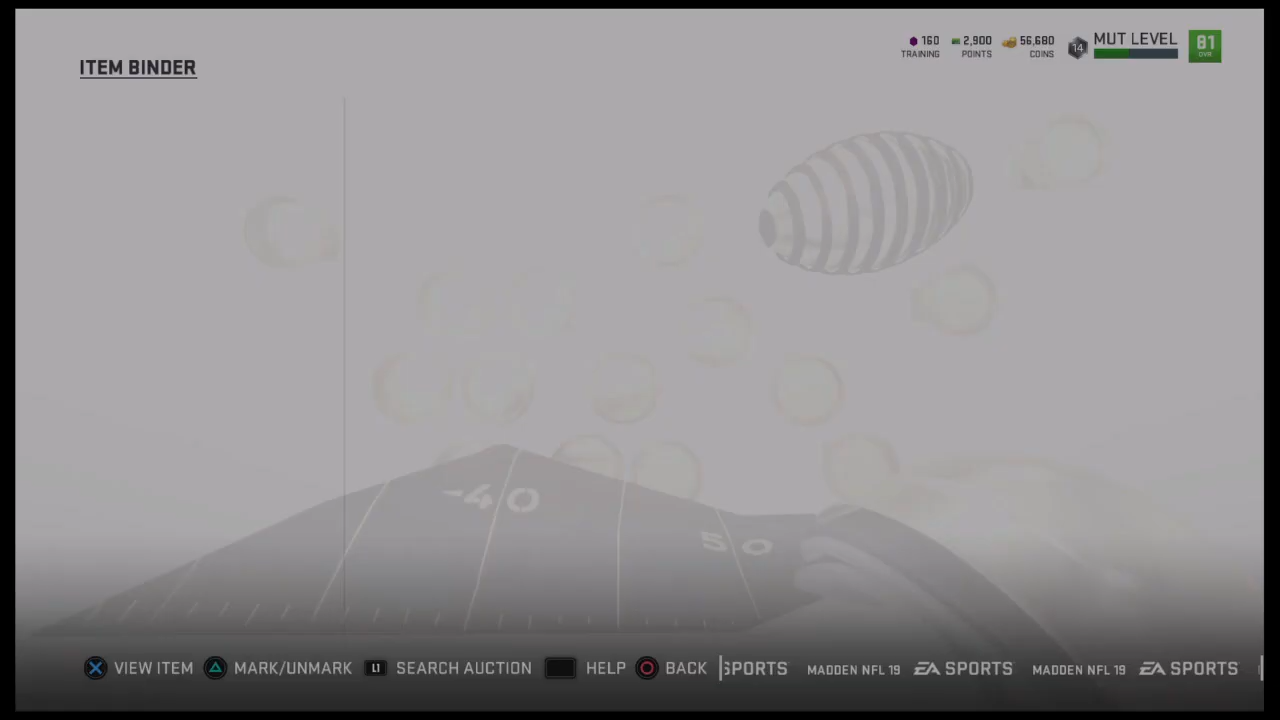 ITEM BINDER
160 TRAINING
2,900 POINTS
56,680 COINS
14
MUT LEVEL
81 OVR
-40
50
VIEW ITEM MARK/UNMARK L1 SEARCH AUCTION HELP BACK SPORTS MADDEN NFL 19 EA SPORTS MADDEN NFL 19 EA SPORTS